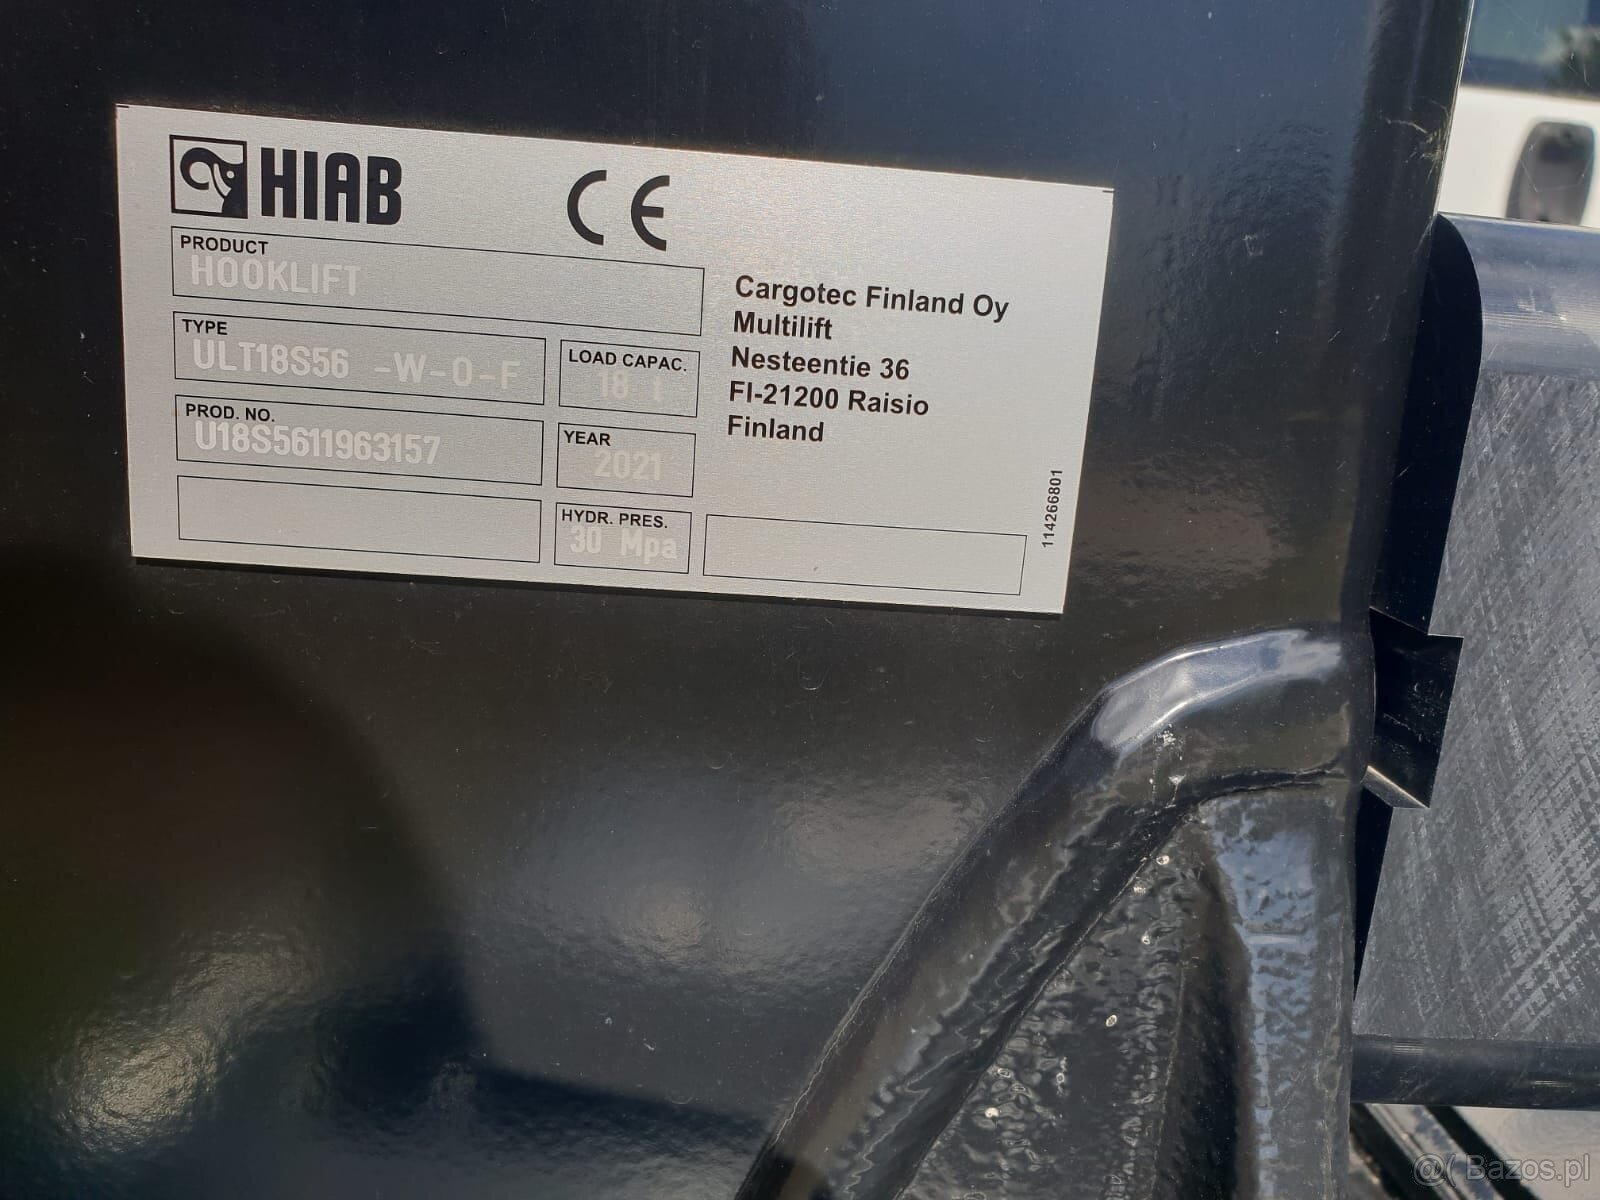 HIAB
CE
PRODUCT
HOOKLIFT
TYPE
ULT18S56 -W-O-F
LOAD CAPAC.
18 t
PROD. NO.
U18S5611963157
YEAR
2021
HYDR. PRES.
30 Mpa
Cargotec Finland Oy
Multilift
Nesteentie 36
FI-21200 Raisio
Finland
114266801
@( Bazos.pl